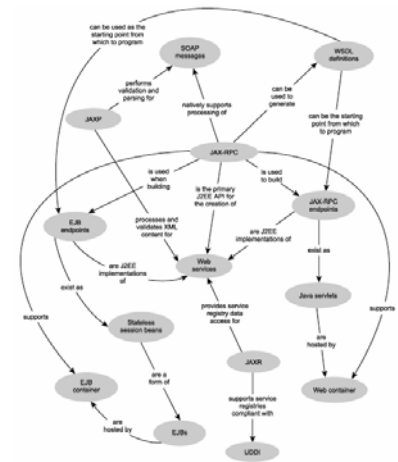 can be used as the
starting point from
which to program
SOAP
messages
WSDL
definitions
performs
validation and
parsing for
can be
used to
generate
JAXP
natively supports
processing of
can be the starting
point from which
to program
JAX-RPC
is used
when
building
is the primary
J2EE API for
the creation of
is used
to build
JAX-RPC
endpoints
EJB
endpoints
processes and
validates XML
content for
are J2EE
implementations of
are J2EE
implementations
of
Web
services
exist as
exist as
Java servlets
supports
Stateless
session beans
provides service
registry data
access for
supports
are
hosted by
are a
form of
JAXR
EJB
container
Web container
supports service
registries
compliant with
are
hosted by
EJBs
UDDI